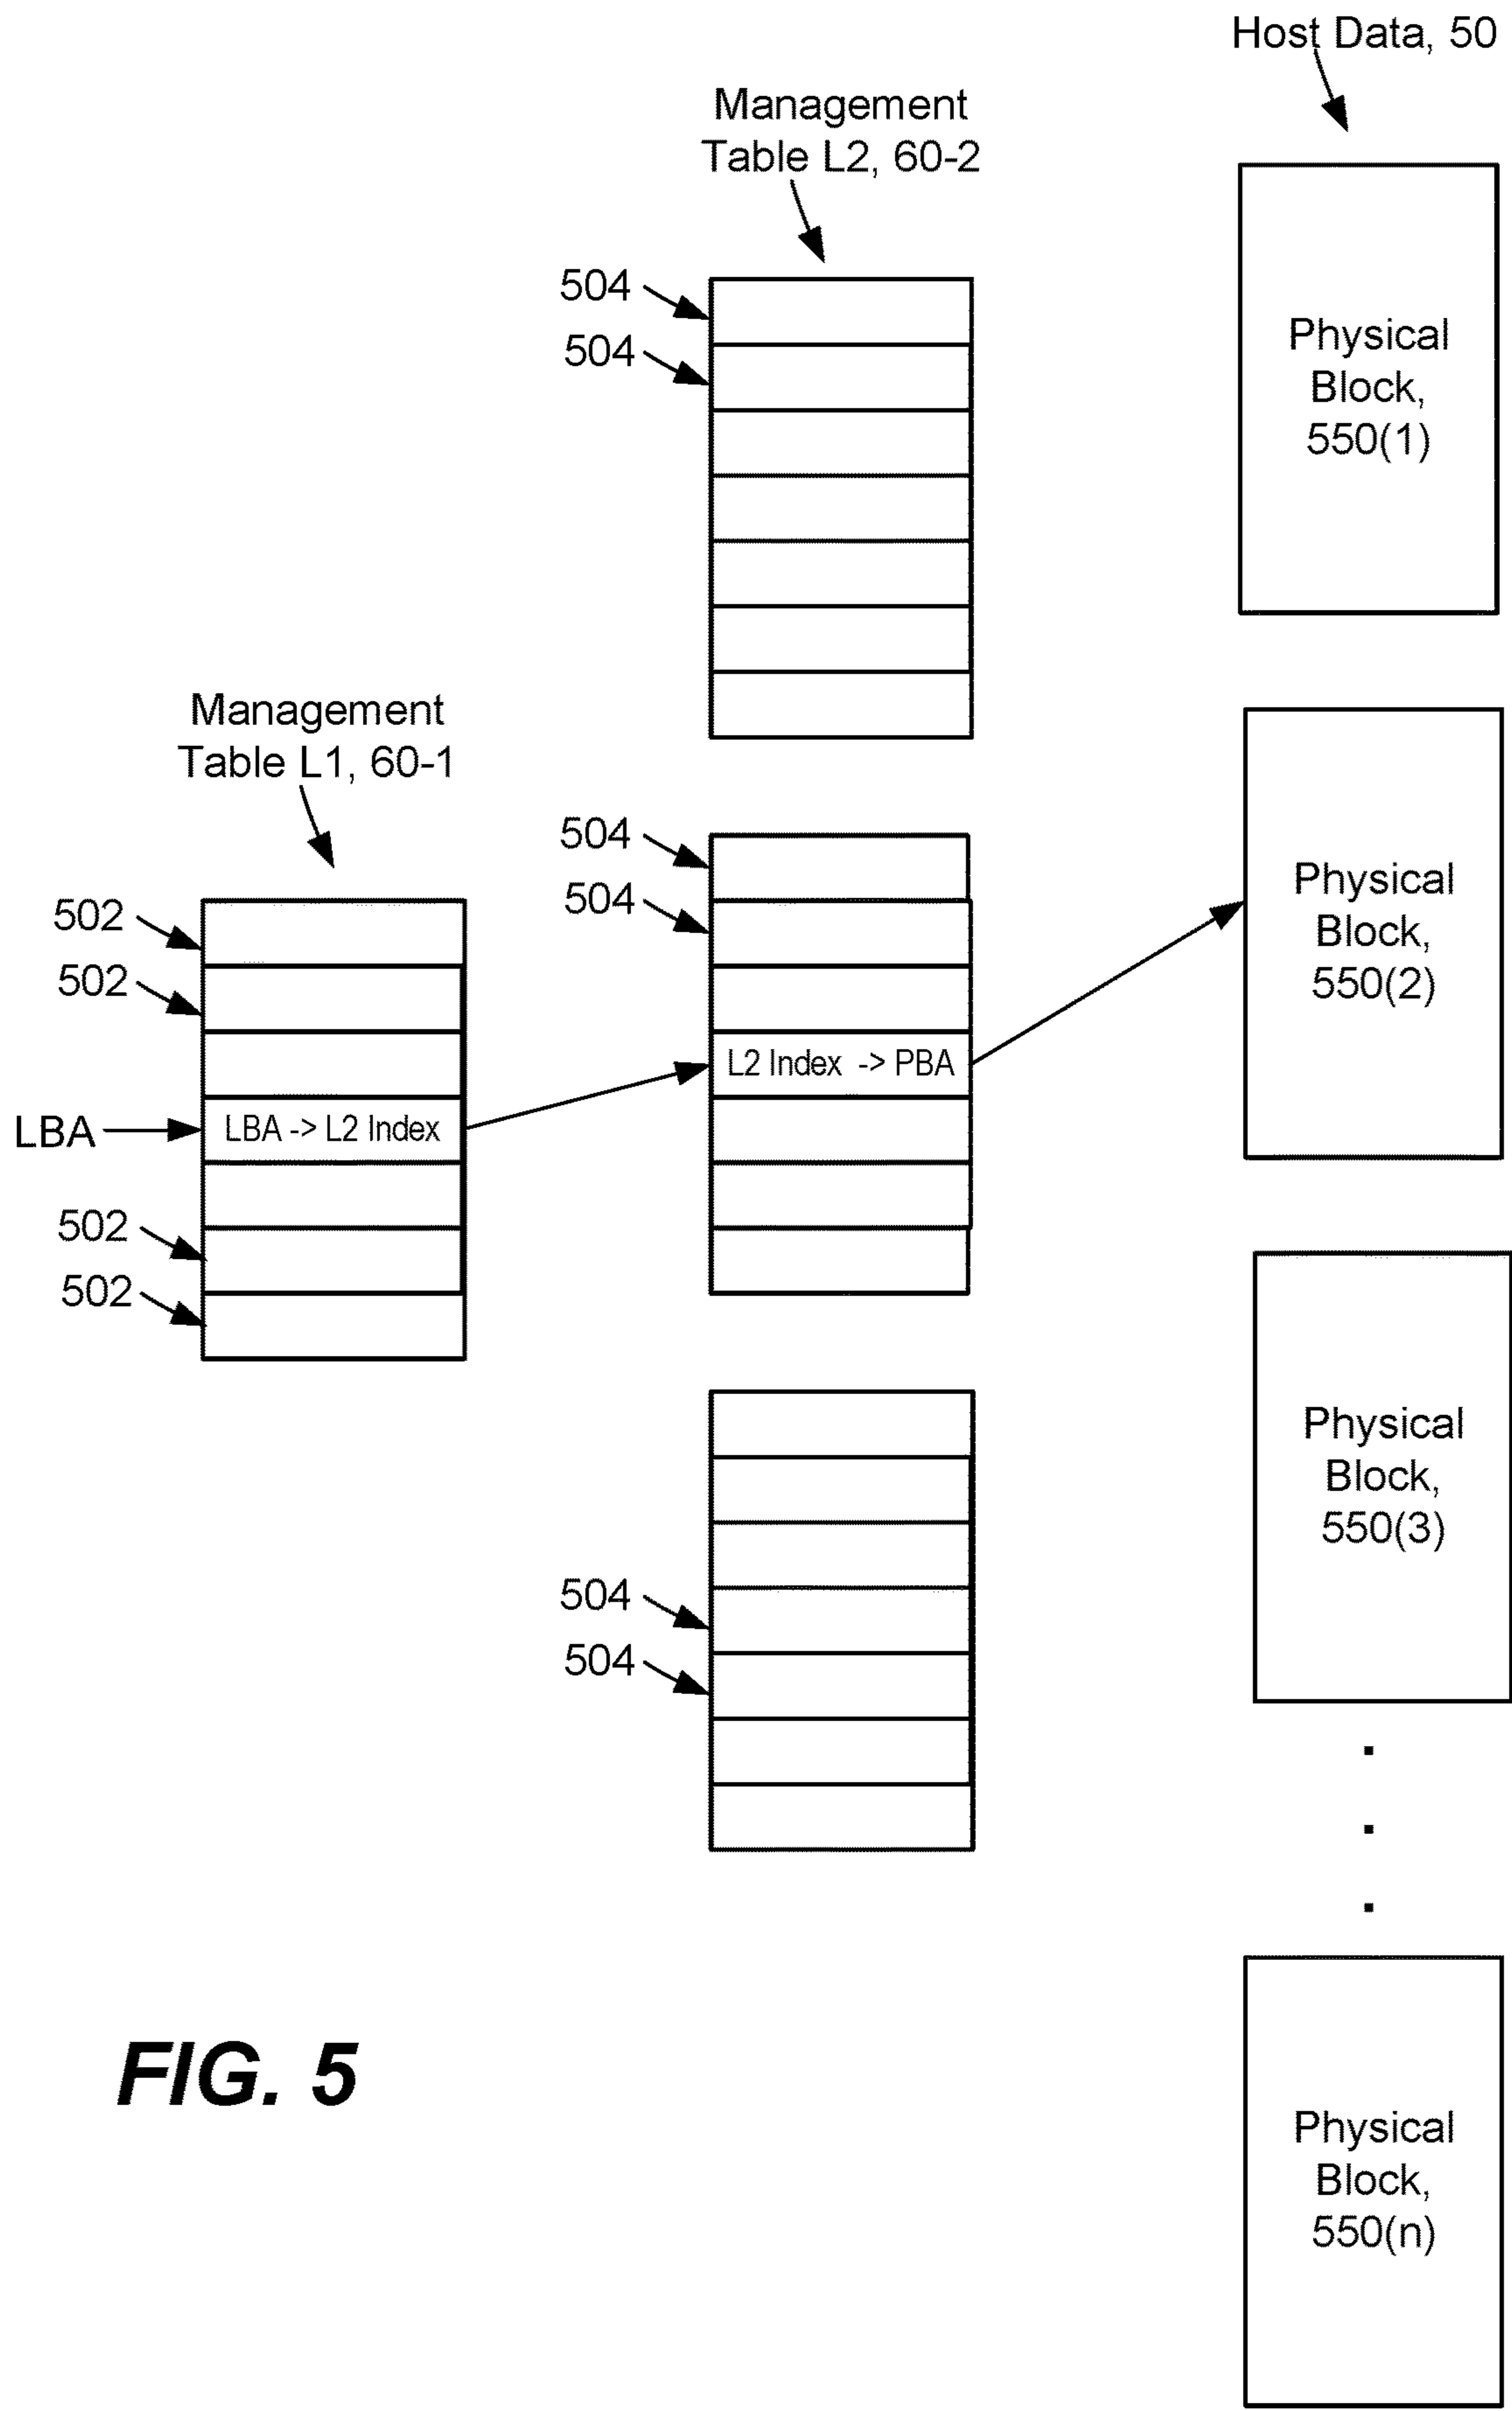 Host Data, 50
Management
Table L2, 60-2
504
504
Physical
Block,
550(1)
Management
Table L1, 60-1
502
502
LBA
LBA -> L2 Index
502
502
504
504
L2 Index -> PBA
Physical
Block,
550(2)
504
504
Physical
Block,
550(3)
.
.
.
Physical
Block,
550(n)
FIG. 5